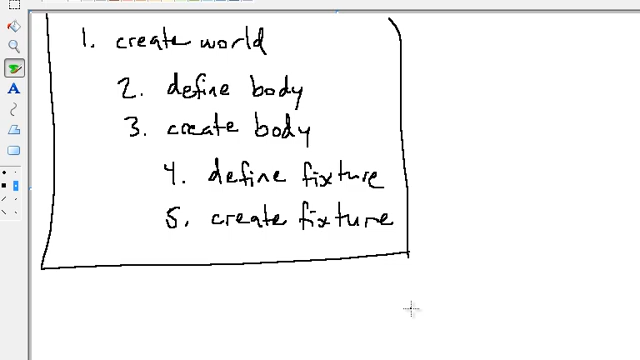 1. create world
2. define body
3. create body
4. define fixture
5. create fixture